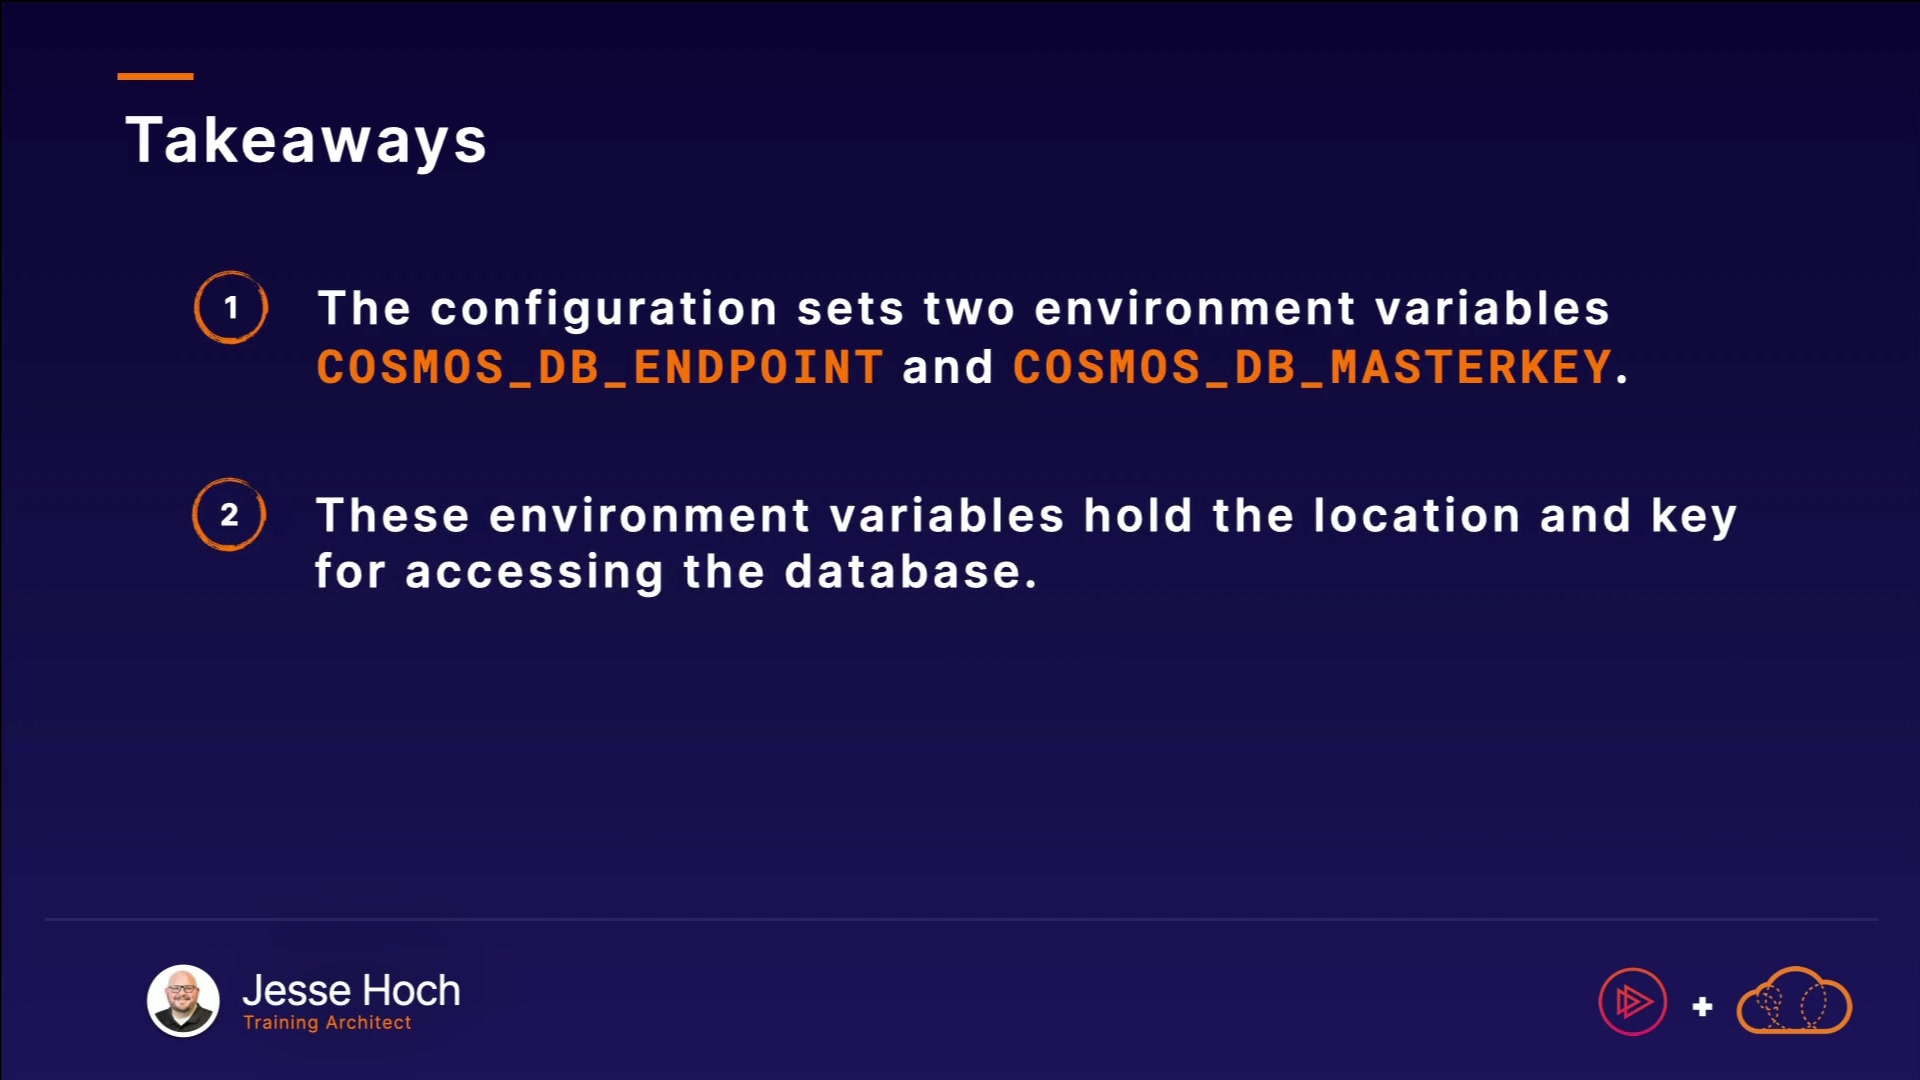 Takeaways
1
The configuration sets two environment variables
COSMOS_DB_ENDPOINT and COSMOS_DB_MASTERKEY.
2
These environment variables hold the location and key
for accessing the database.
Jesse Hoch
Training Architect
+